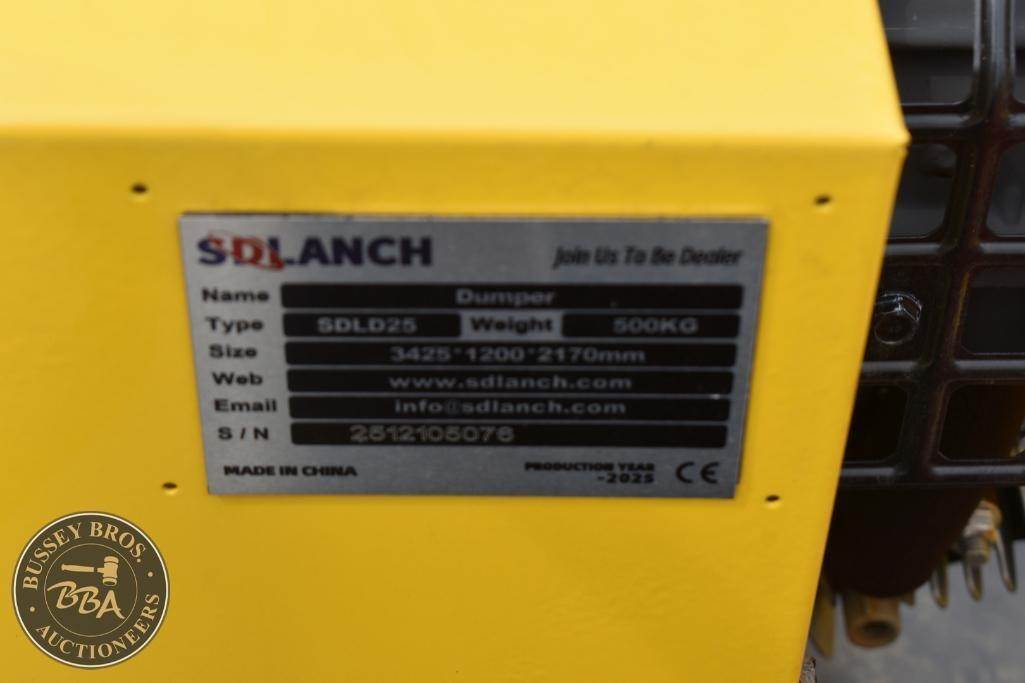 SDLANCH Join Us To Be Dealer
Name Dumper
Type SDLD25 Weight 500KG
Size 3425*1200*2170mm
Web www.sdlanch.com
Email info@sdlanch.com
S / N 2512105076
MADE IN CHINA PRODUCTION YEAR
-2025 CE
BUSSEY BROS.
BBA
AUCTIONEERS